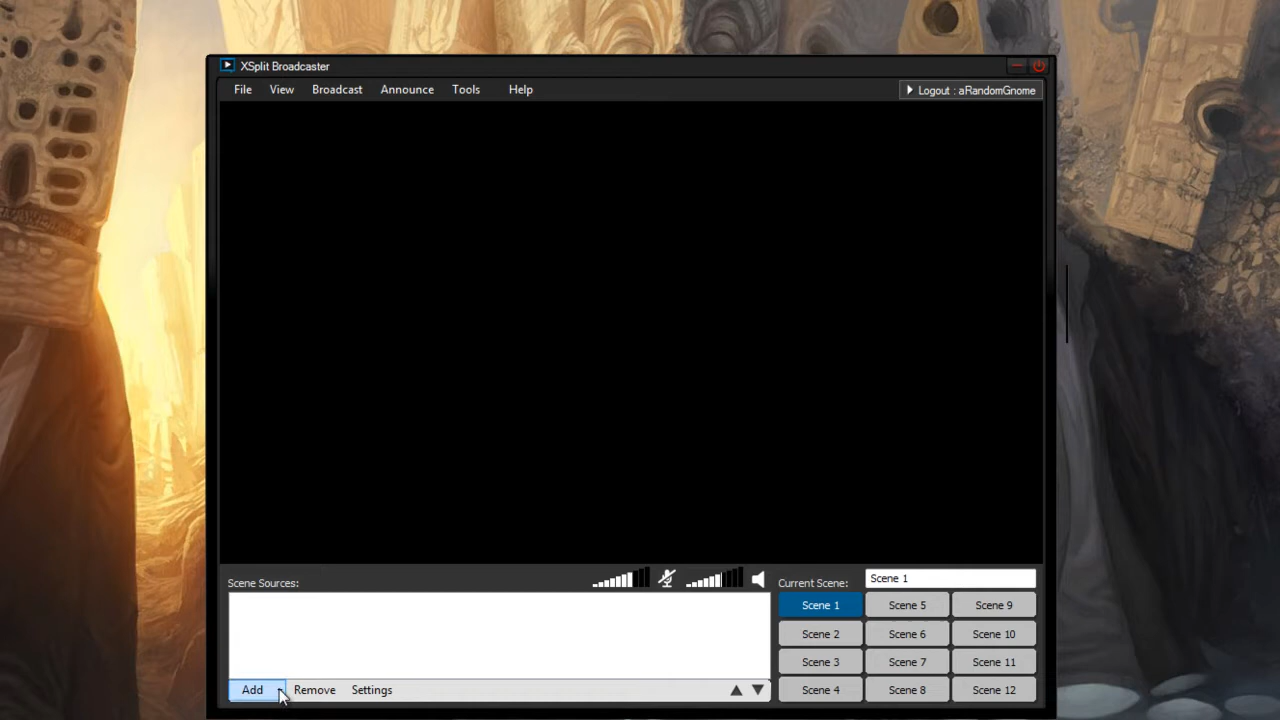 XSplit Broadcaster
File View Broadcast Announce Tools Help
Logout : aRandomGnome
Scene Sources:
Current Scene: Scene 1
Scene 1 Scene 5 Scene 9
Scene 2 Scene 6 Scene 10
Scene 3 Scene 7 Scene 11
Scene 4 Scene 8 Scene 12
Add Remove Settings